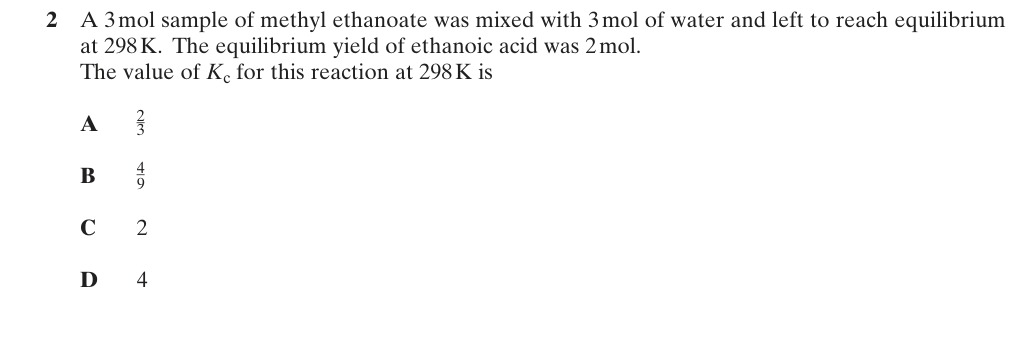 2 A 3 mol sample of methyl ethanoate was mixed with 3 mol of water and left to reach equilibrium
at 298 K. The equilibrium yield of ethanoic acid was 2 mol.
The value of Kc for this reaction at 298 K is
A 2/3
B 4/9
C 2
D 4